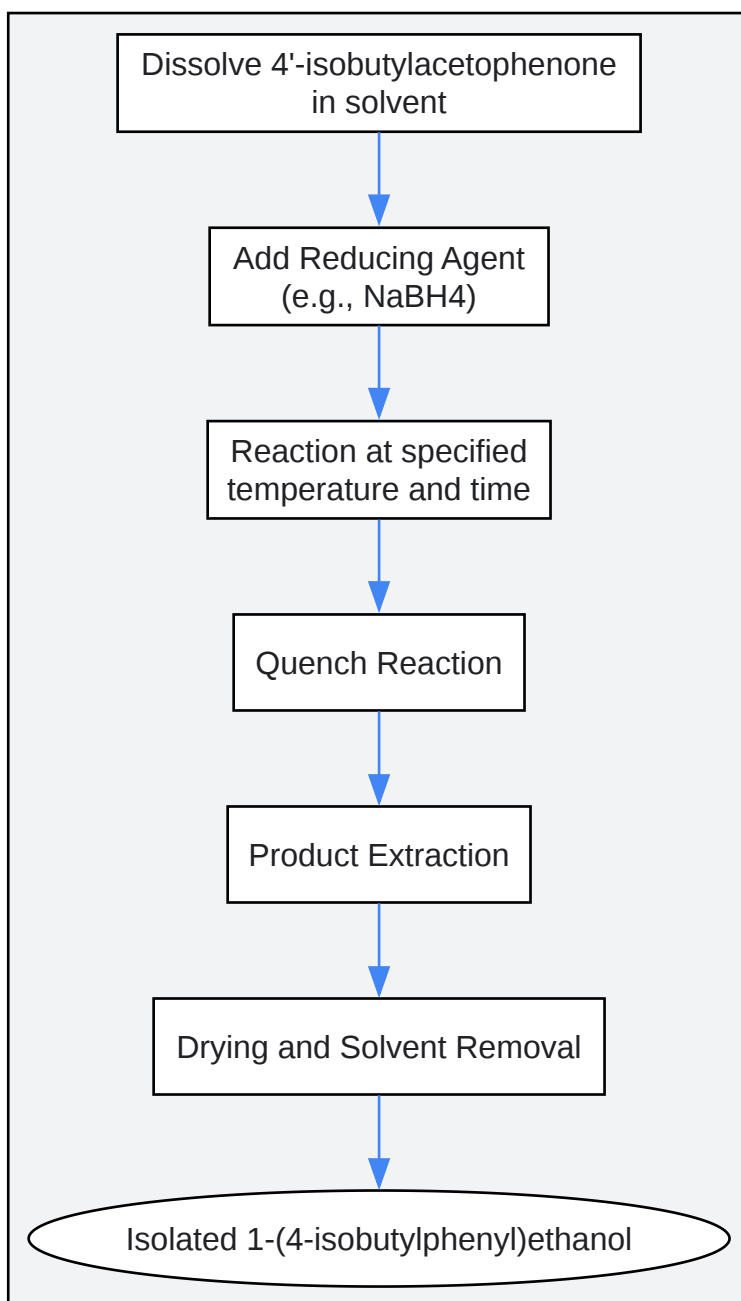 Dissolve 4'-isobutylacetophenone
in solvent
Add Reducing Agent
(e.g., NaBH4)
Reaction at specified
temperature and time
Quench Reaction
Product Extraction
Drying and Solvent Removal
Isolated 1-(4-isobutylphenyl)ethanol